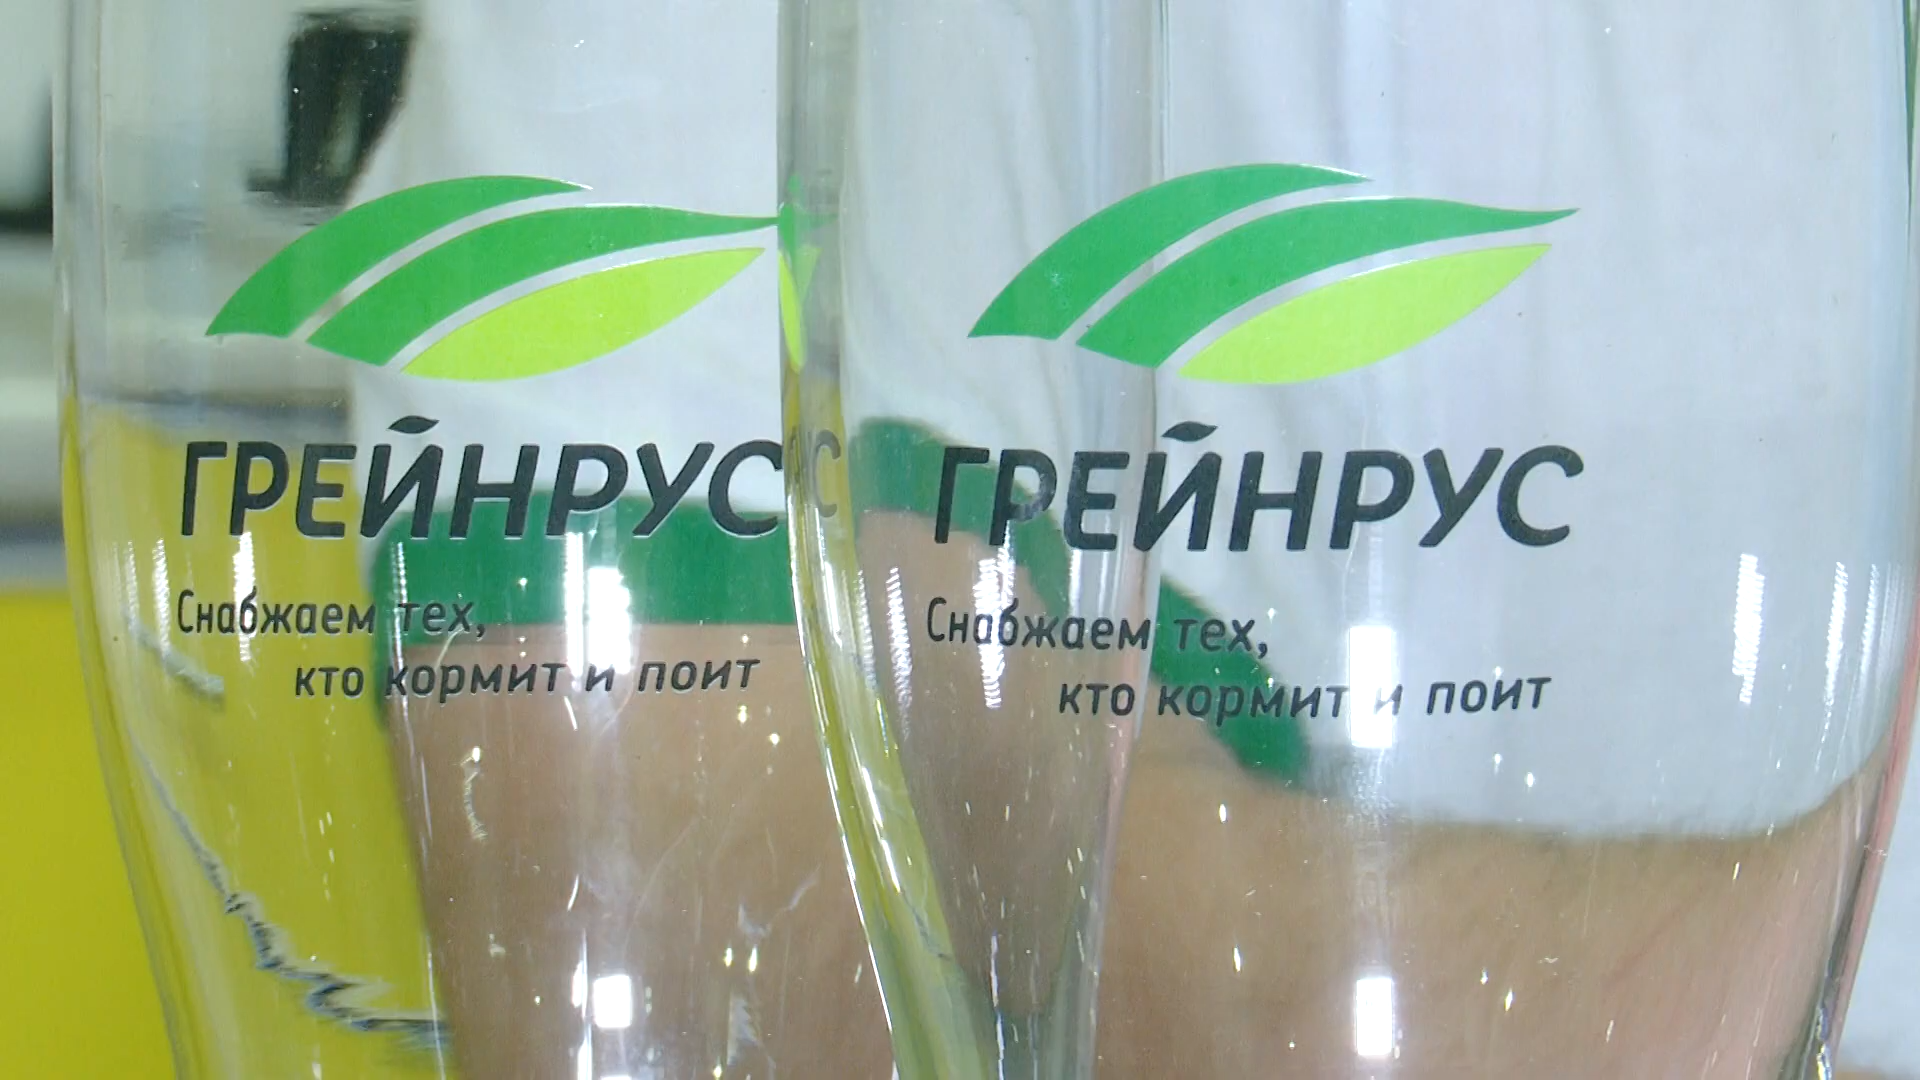 ГРЕЙНРУС
Снабжаем тех,
кто кормит и поит
ГРЕЙНРУС
Снабжаем тех,
кто кормит и поит